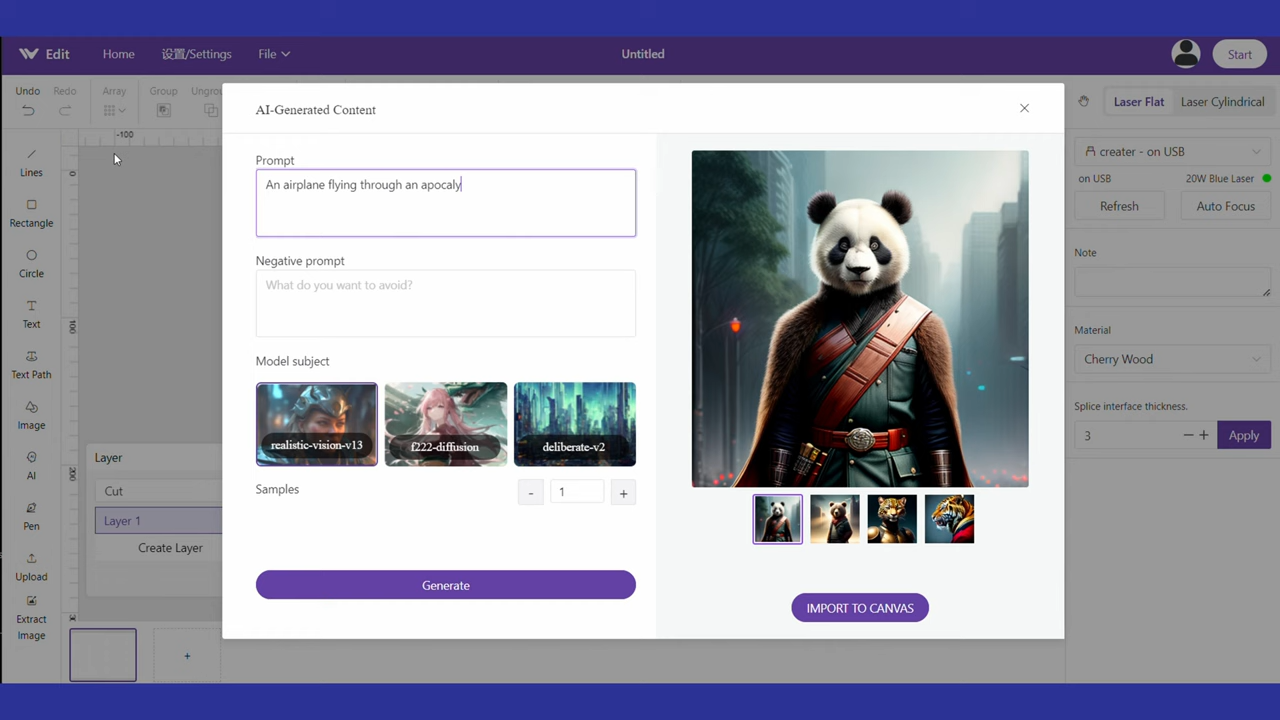 Edit
Home
设置/Settings
File
Untitled
Start
Undo
Redo
Array
Group
Ungrou
-100
0
100
200
Lines
Rectangle
Circle
Text
Text Path
Image
AI
Pen
Upload
Extract
Image
Layer
Cut
Layer 1
Create Layer
+
AI-Generated Content
Prompt
An airplane flying through an apocaly
Negative prompt
What do you want to avoid?
Model subject
realistic-vision-v13
f222-diffusion
deliberate-v2
Samples
- 1 +
Generate
IMPORT TO CANVAS
Laser Flat
Laser Cylindrical
creater - on USB
on USB
20W Blue Laser
Refresh
Auto Focus
Note
Material
Cherry Wood
Splice interface thickness.
3
Apply